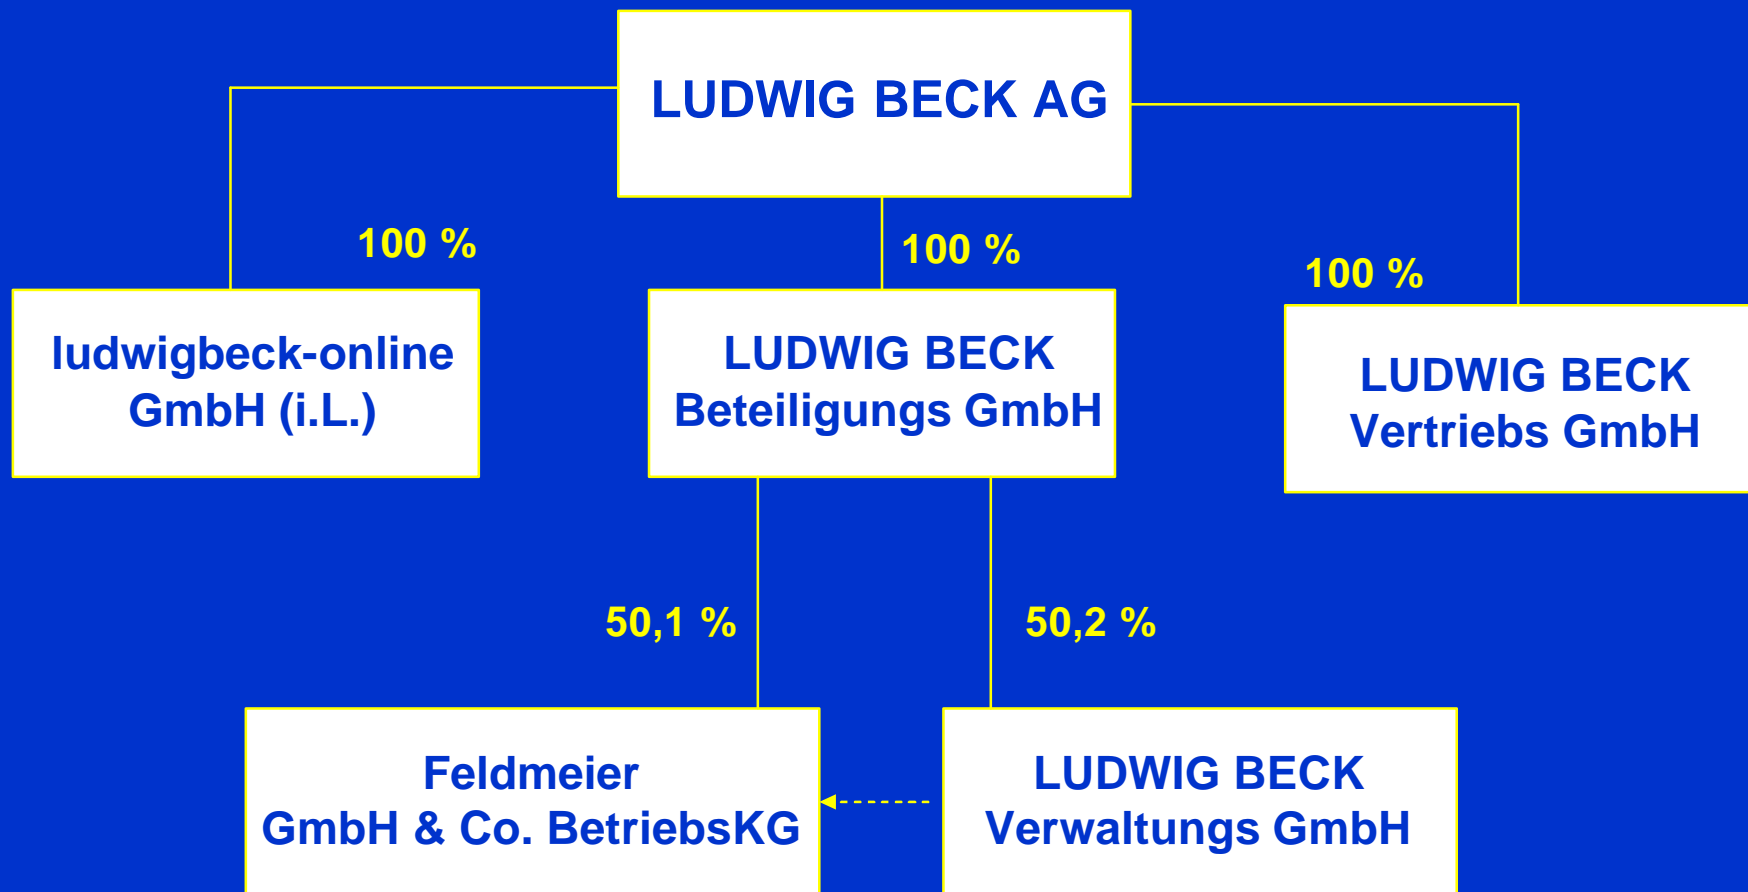 LUDWIG BECK AG
100 %
100 %
100 %
ludwigbeck-online
GmbH (i.L.)
LUDWIG BECK
Beteiligungs GmbH
LUDWIG BECK
Vertriebs GmbH
50,1 %
50,2 %
Feldmeier
GmbH & Co. BetriebsKG
LUDWIG BECK
Verwaltungs GmbH